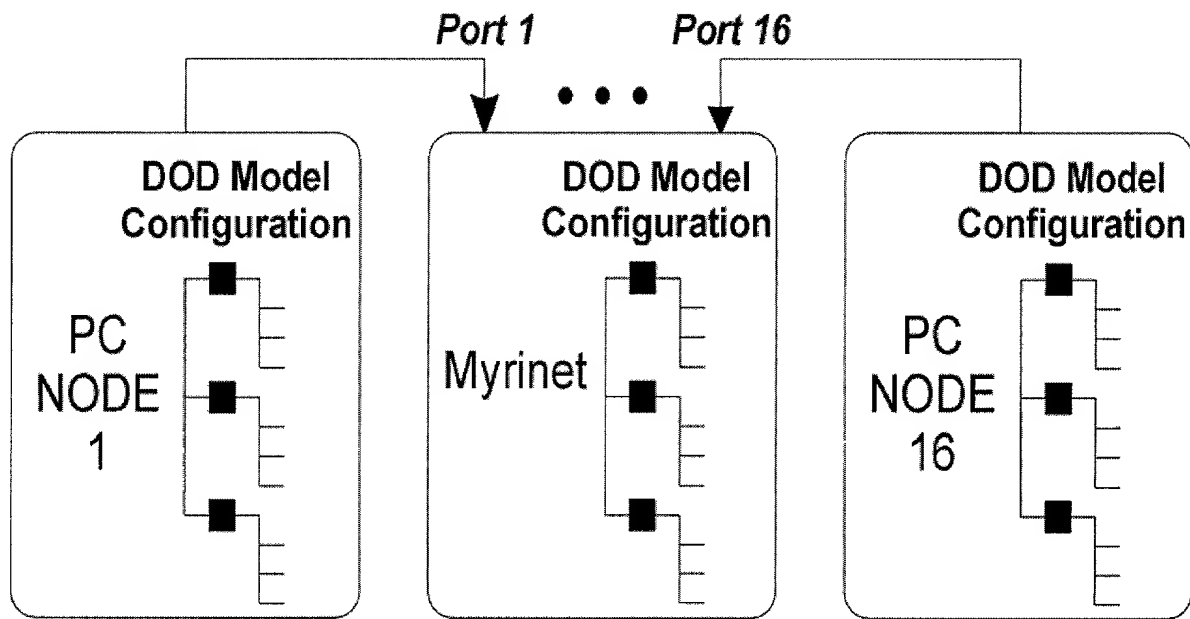 Port 1
Port 16
DOD Model
Configuration
PC
NODE
1
DOD Model
Configuration
Myrinet
DOD Model
Configuration
PC
NODE
16